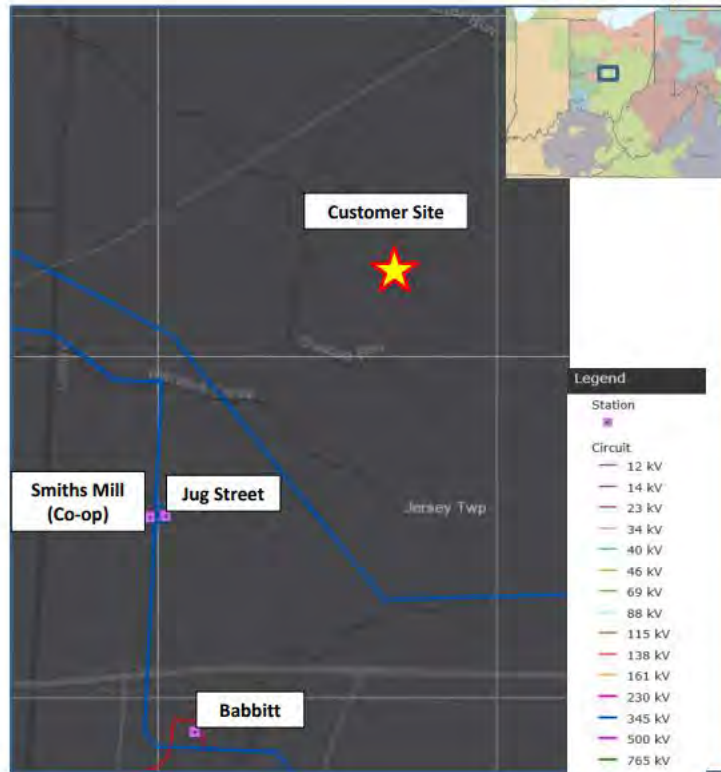 Customer Site
Smiths Mill
(Co-op)
Jug Street
Jersey Twp
Babbitt
Legend
Station
Circuit
12 kV
14 kV
23 kV
34 kV
40 kV
46 kV
69 kV
88 kV
115 kV
138 kV
161 kV
230 kV
345 kV
500 kV
765 kV